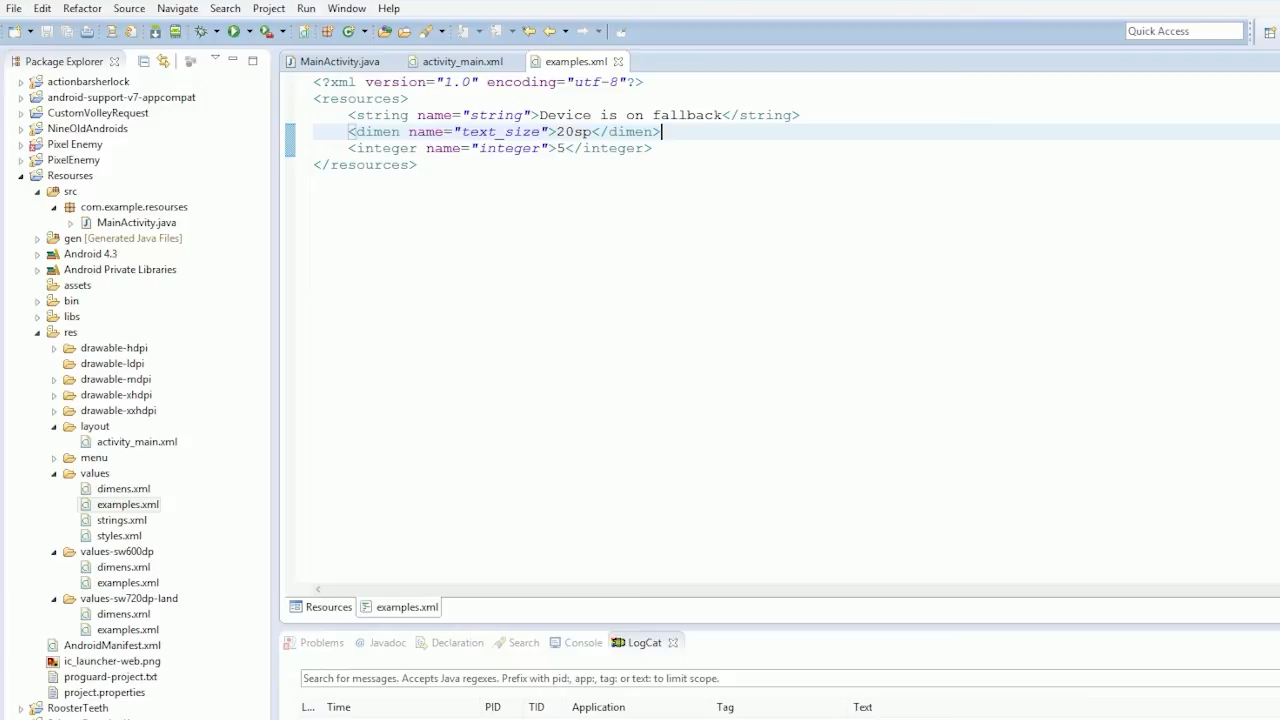 File Edit Refactor Source Navigate Search Project Run Window Help
Quick Access
Package Explorer
MainActivity.java activity_main.xml examples.xml
actionbarsherlock
android-support-v7-appcompat
CustomVolleyRequest
NineOldAndroids
Pixel Enemy
PixelEnemy
Resourses
src
com.example.resourses
MainActivity.java
gen [Generated Java Files]
Android 4.3
Android Private Libraries
assets
bin
libs
res
drawable-hdpi
drawable-ldpi
drawable-mdpi
drawable-xhdpi
drawable-xxhdpi
layout
activity_main.xml
menu
values
dimens.xml
examples.xml
strings.xml
styles.xml
values-sw600dp
dimens.xml
examples.xml
values-sw720dp-land
dimens.xml
examples.xml
AndroidManifest.xml
ic_launcher-web.png
proguard-project.txt
project.properties
RoosterTeeth
<?xml version="1.0" encoding="utf-8"?>
<resources>
<string name="string">Device is on fallback</string>
<dimen name="text_size">20sp</dimen>
<integer name="integer">5</integer>
</resources>
Resources examples.xml
Problems @ Javadoc Declaration Search Console LogCat
Search for messages. Accepts Java regexes. Prefix with pid:, app:, tag: or text: to limit scope.
L... Time PID TID Application Tag Text